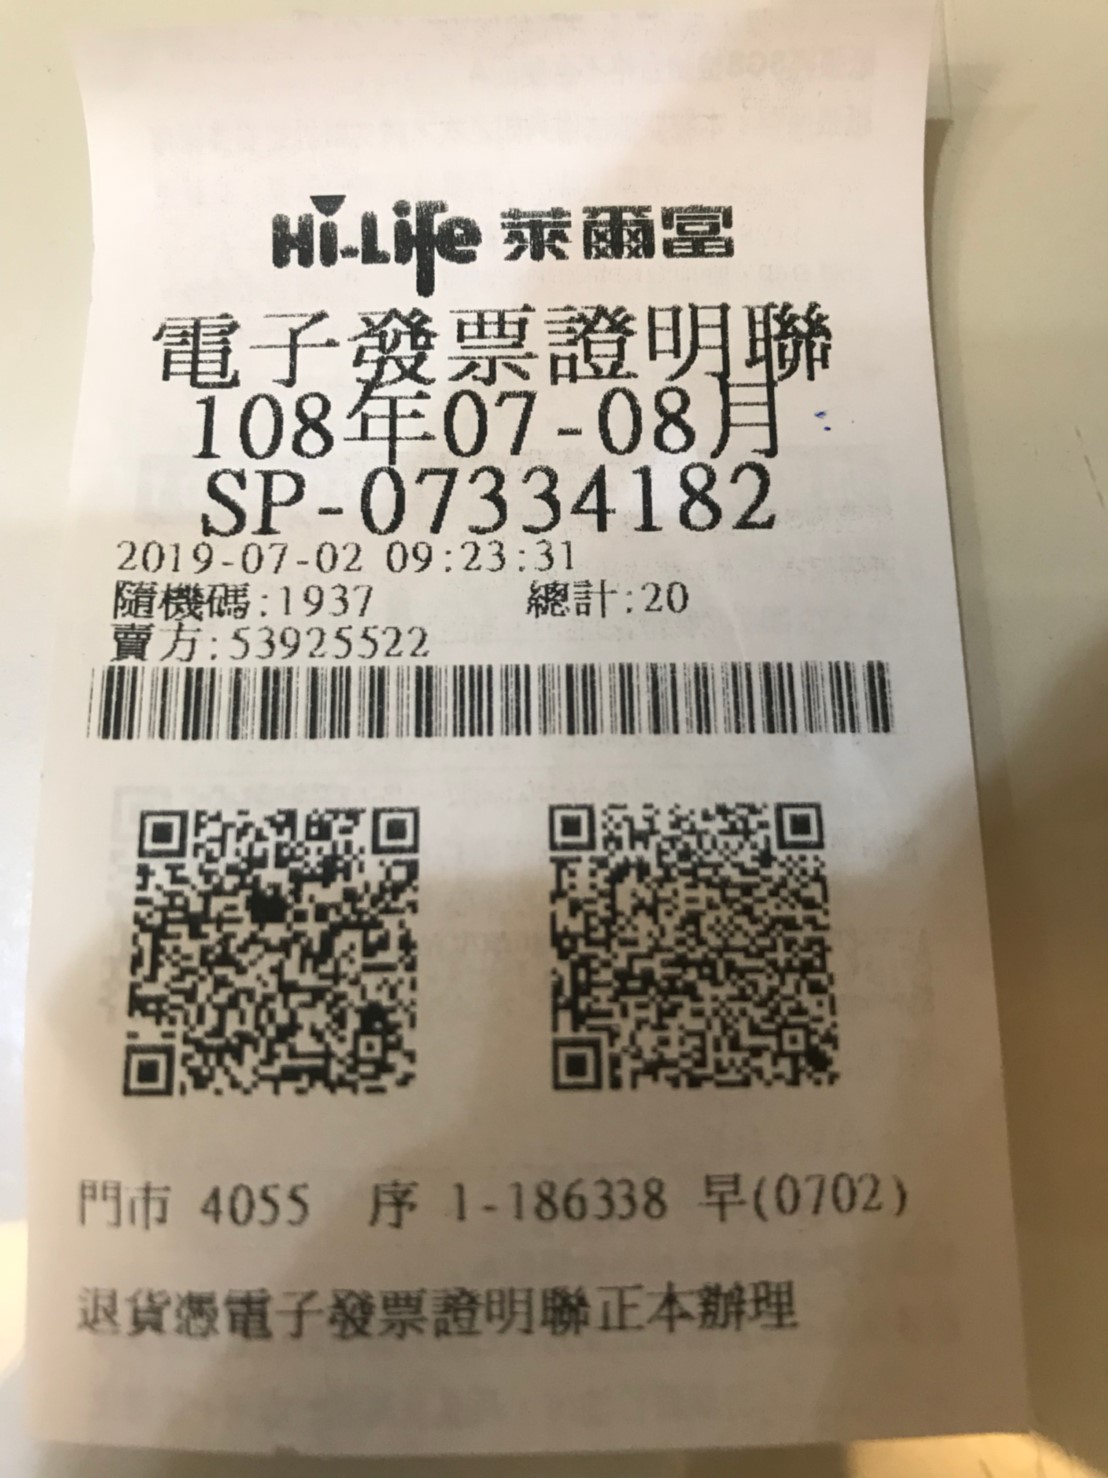 Hi-Life 萊爾富
電子發票證明聯
108年07-08月
SP-07334182
2019-07-02 09:23:31
隨機碼:1937 總計:20
賣方:53925522
門市 4055 序 1-186338 早(0702)
退貨憑電子發票證明聯正本辦理